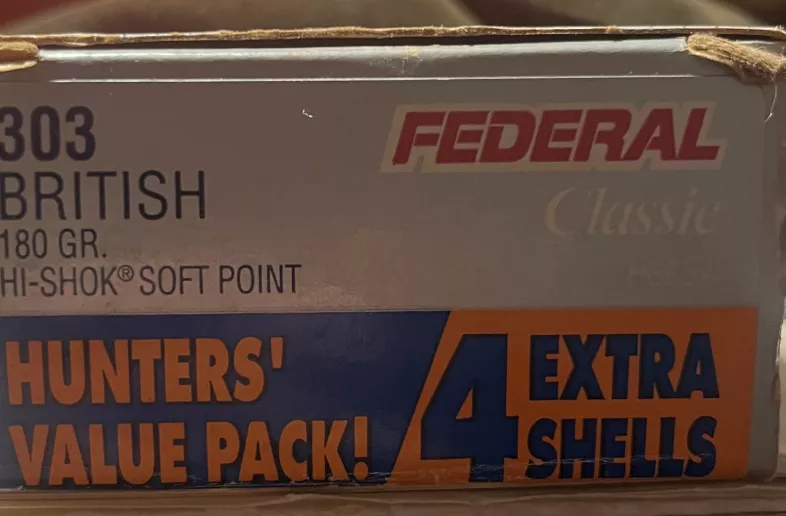 303
BRITISH
180 GR.
HI-SHOK® SOFT POINT
FEDERAL
Classic
HUNTERS'
VALUE PACK!
4 EXTRA
SHELLS